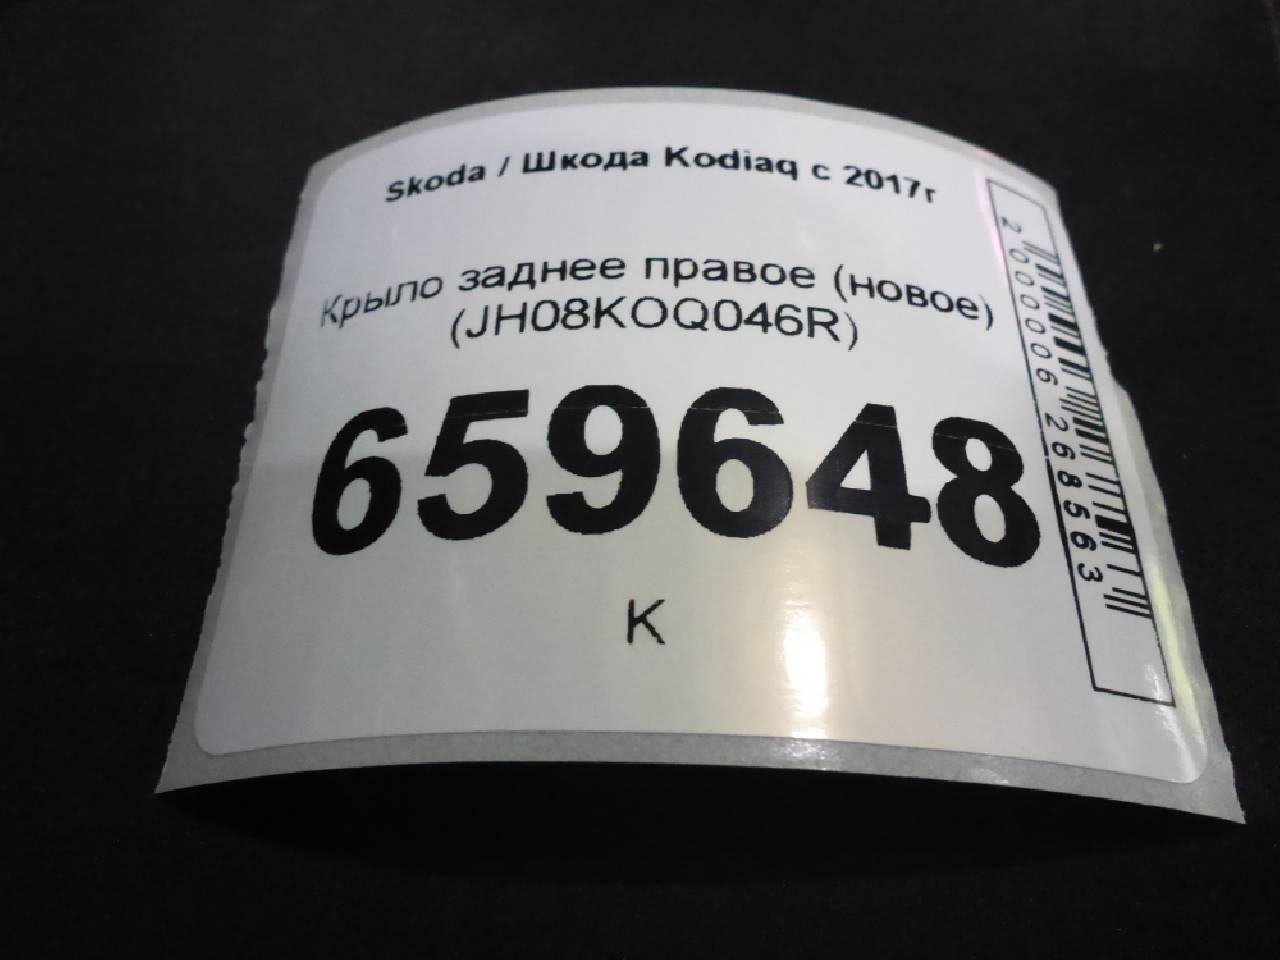 Skoda / Шкода Kodiaq с 2017г
Крыло заднее правое (новое)
(JH08KOQ046R)
659648
К
2000006268563